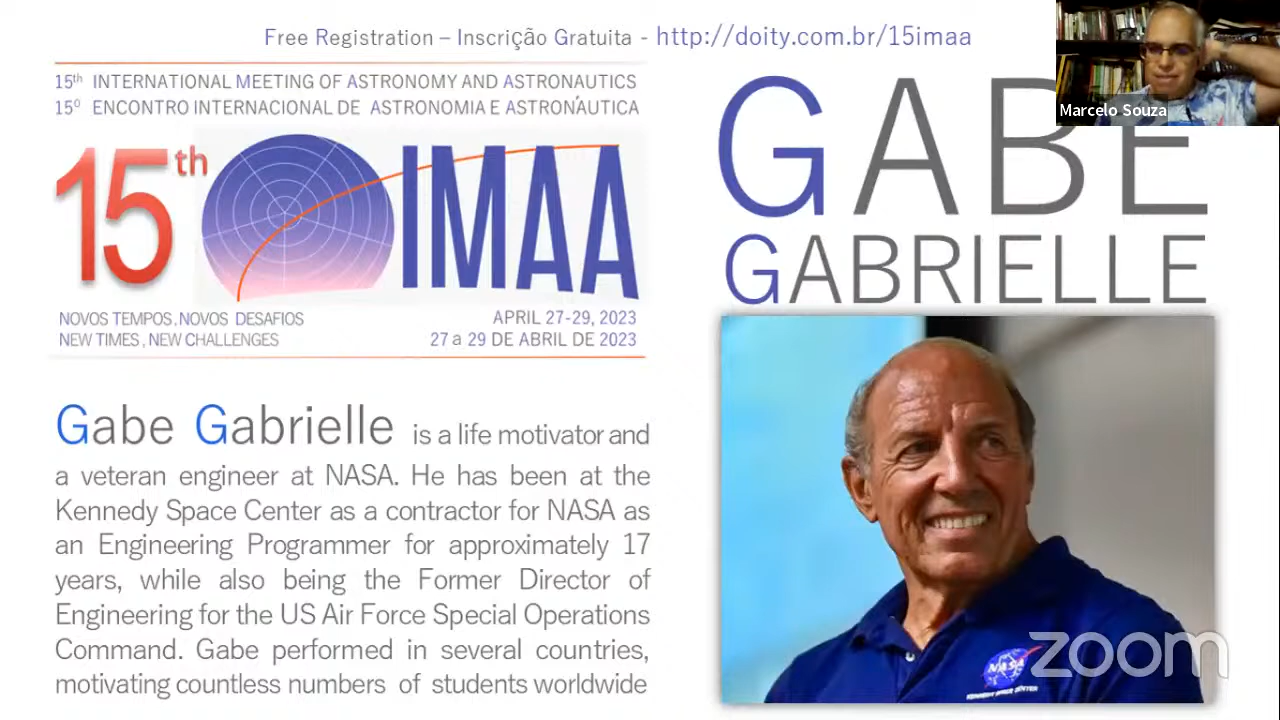 Free Registration – Inscrição Gratuita - http://doity.com.br/15imaa
15th INTERNATIONAL MEETING OF ASTRONOMY AND ASTRONAUTICS
15º ENCONTRO INTERNACIONAL DE ASTRONOMIA E ASTRONÁUTICA
15th IMAA
NOVOS TEMPOS, NOVOS DESAFIOS
NEW TIMES, NEW CHALLENGES
APRIL 27-29, 2023
27 a 29 DE ABRIL DE 2023
Gabe Gabrielle is a life motivator and
a veteran engineer at NASA. He has been at the
Kennedy Space Center as a contractor for NASA as
an Engineering Programmer for approximately 17
years, while also being the Former Director of
Engineering for the US Air Force Special Operations
Command. Gabe performed in several countries,
motivating countless numbers of students worldwide
GABE
GABRIELLE
Marcelo Souza
NASA
KENNEDY SPACE CENTER
zoom